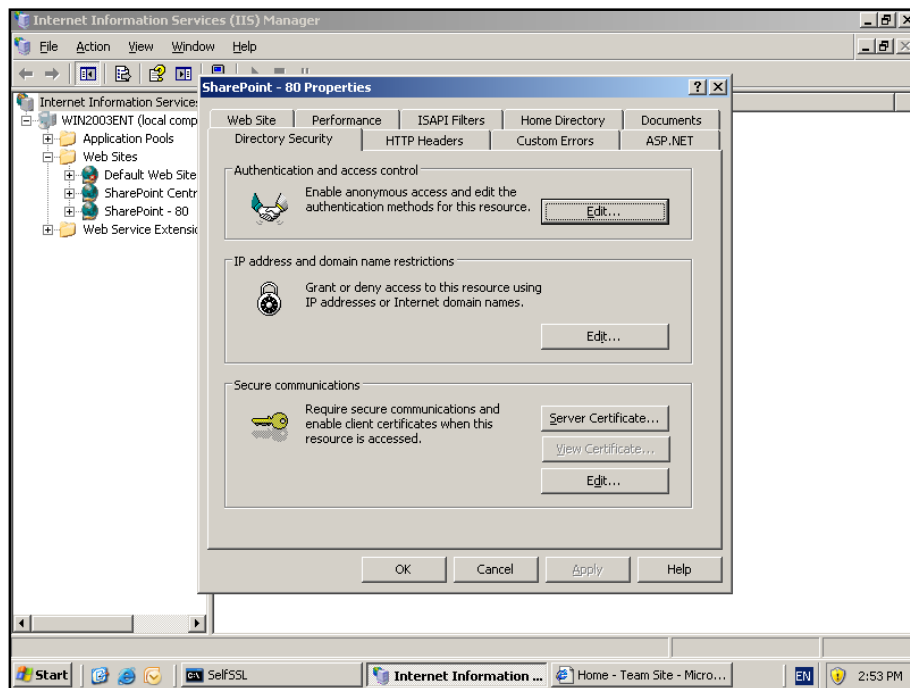 Internet Information Services (IIS) Manager
File Action View Window Help
SharePoint - 80 Properties
Internet Information Service
WIN2003ENT (local comp
Application Pools
Web Sites
Default Web Site
SharePoint Centr
SharePoint - 80
Web Service Extensio
Web Site Performance ISAPI Filters Home Directory Documents
Directory Security HTTP Headers Custom Errors ASP.NET
Authentication and access control
Enable anonymous access and edit the
authentication methods for this resource.
Edit...
IP address and domain name restrictions
Grant or deny access to this resource using
IP addresses or Internet domain names.
Edit...
Secure communications
Require secure communications and
enable client certificates when this
resource is accessed.
Server Certificate...
View Certificate...
Edit...
OK Cancel Apply Help
Start SelfSSL Internet Information ... Home - Team Site - Micro... EN 2:53 PM